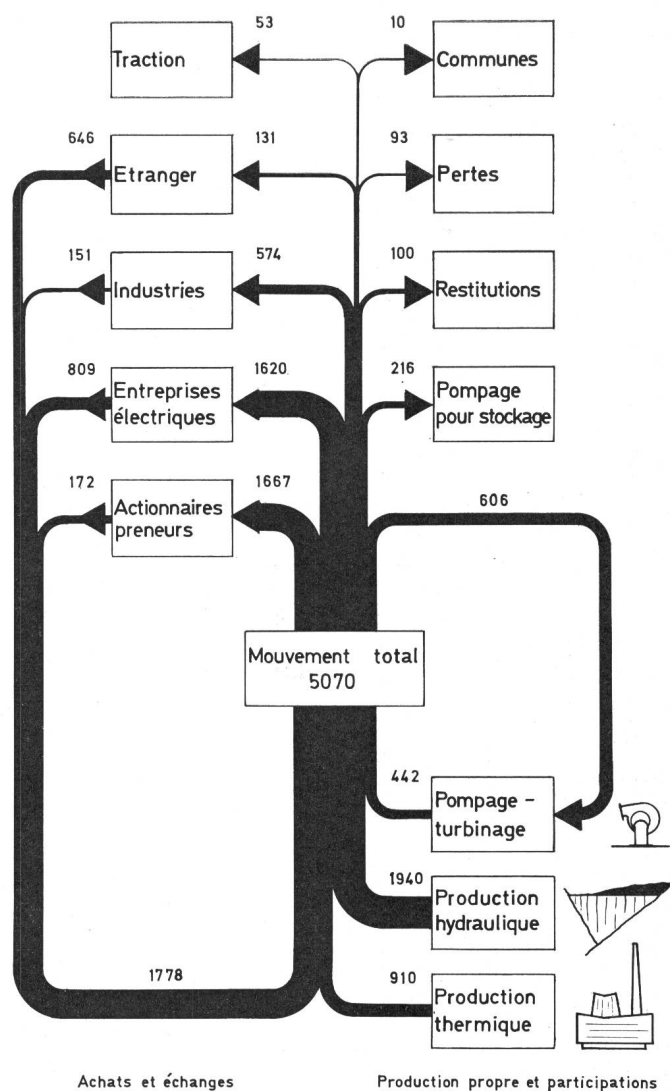 53
10
Traction
Communes
646
131
93
Etranger
Pertes
151
574
100
Industries
Restitutions
809
1620
216
Entreprises
électriques
Pompage
pour stockage
172
1667
Actionnaires
preneurs
606
Mouvement total
5070
442
Pompage -
turbinage
1940
Production
hydraulique
1778
910
Production
thermique
Achats et échanges
Production propre et participations